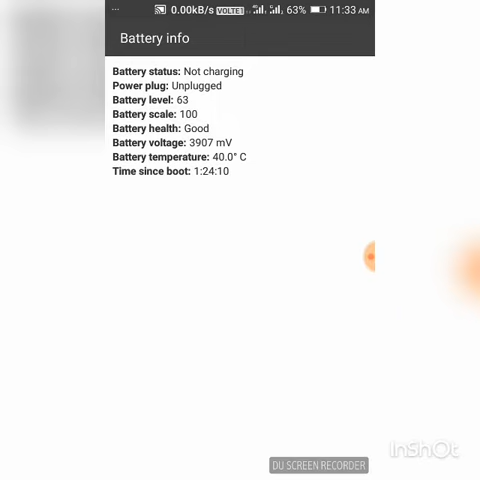 ... 0.00kB/s VOLTE1 63% 11:33 AM
Battery info
Battery status: Not charging
Power plug: Unplugged
Battery level: 63
Battery scale: 100
Battery health: Good
Battery voltage: 3907 mV
Battery temperature: 40.0° C
Time since boot: 1:24:10
InShOt
DU SCREEN RECORDER